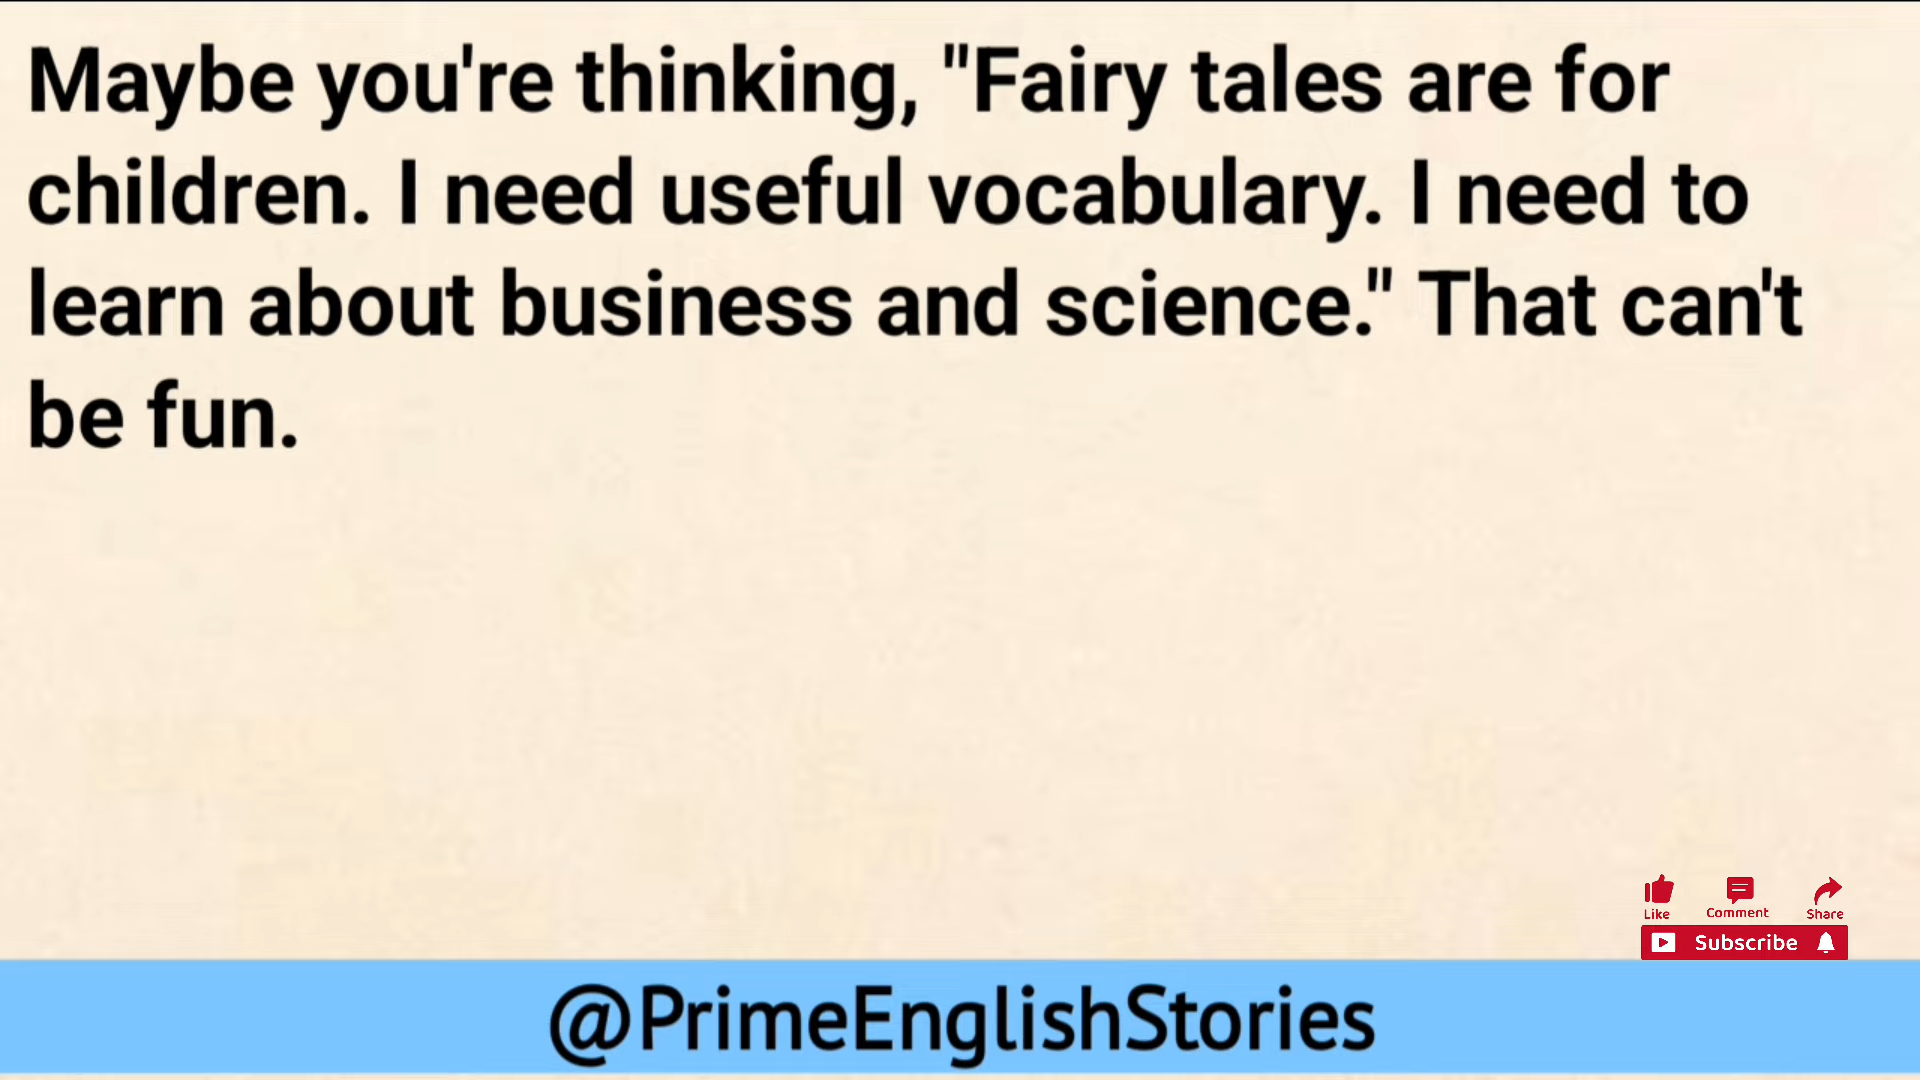 Maybe you're thinking, "Fairy tales are for
children. I need useful vocabulary. I need to
learn about business and science." That can't
be fun.
Like Comment Share
Subscribe
@PrimeEnglishStories